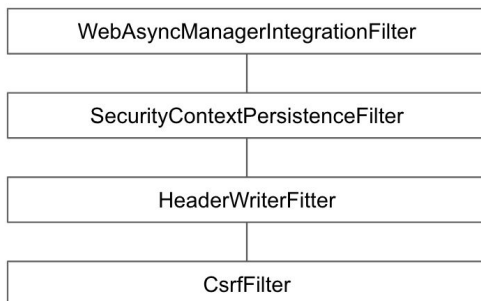 WebAsyncManagerIntegrationFilter
SecurityContextPersistenceFilter
HeaderWriterFitter
CsrfFilter